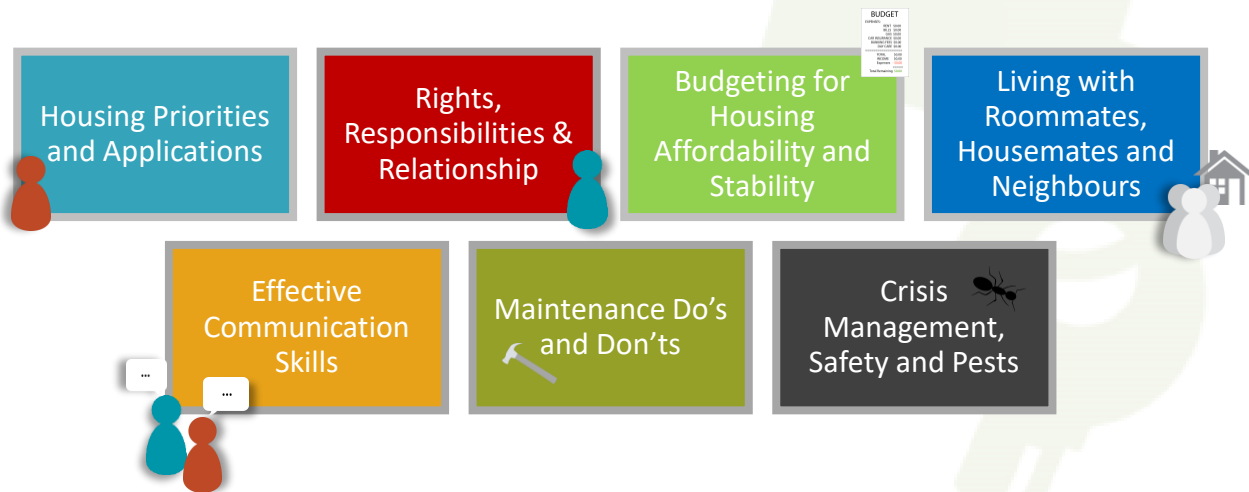 BUDGET
Housing Priorities
and Applications
Rights,
Responsibilities &
Relationship
Budgeting for
Housing
Affordability and
Stability
Living with
Roommates,
Housemates and
Neighbours
Effective
Communication
Skills
...
...
Maintenance Do's
and Don'ts
Crisis
Management,
Safety and Pests